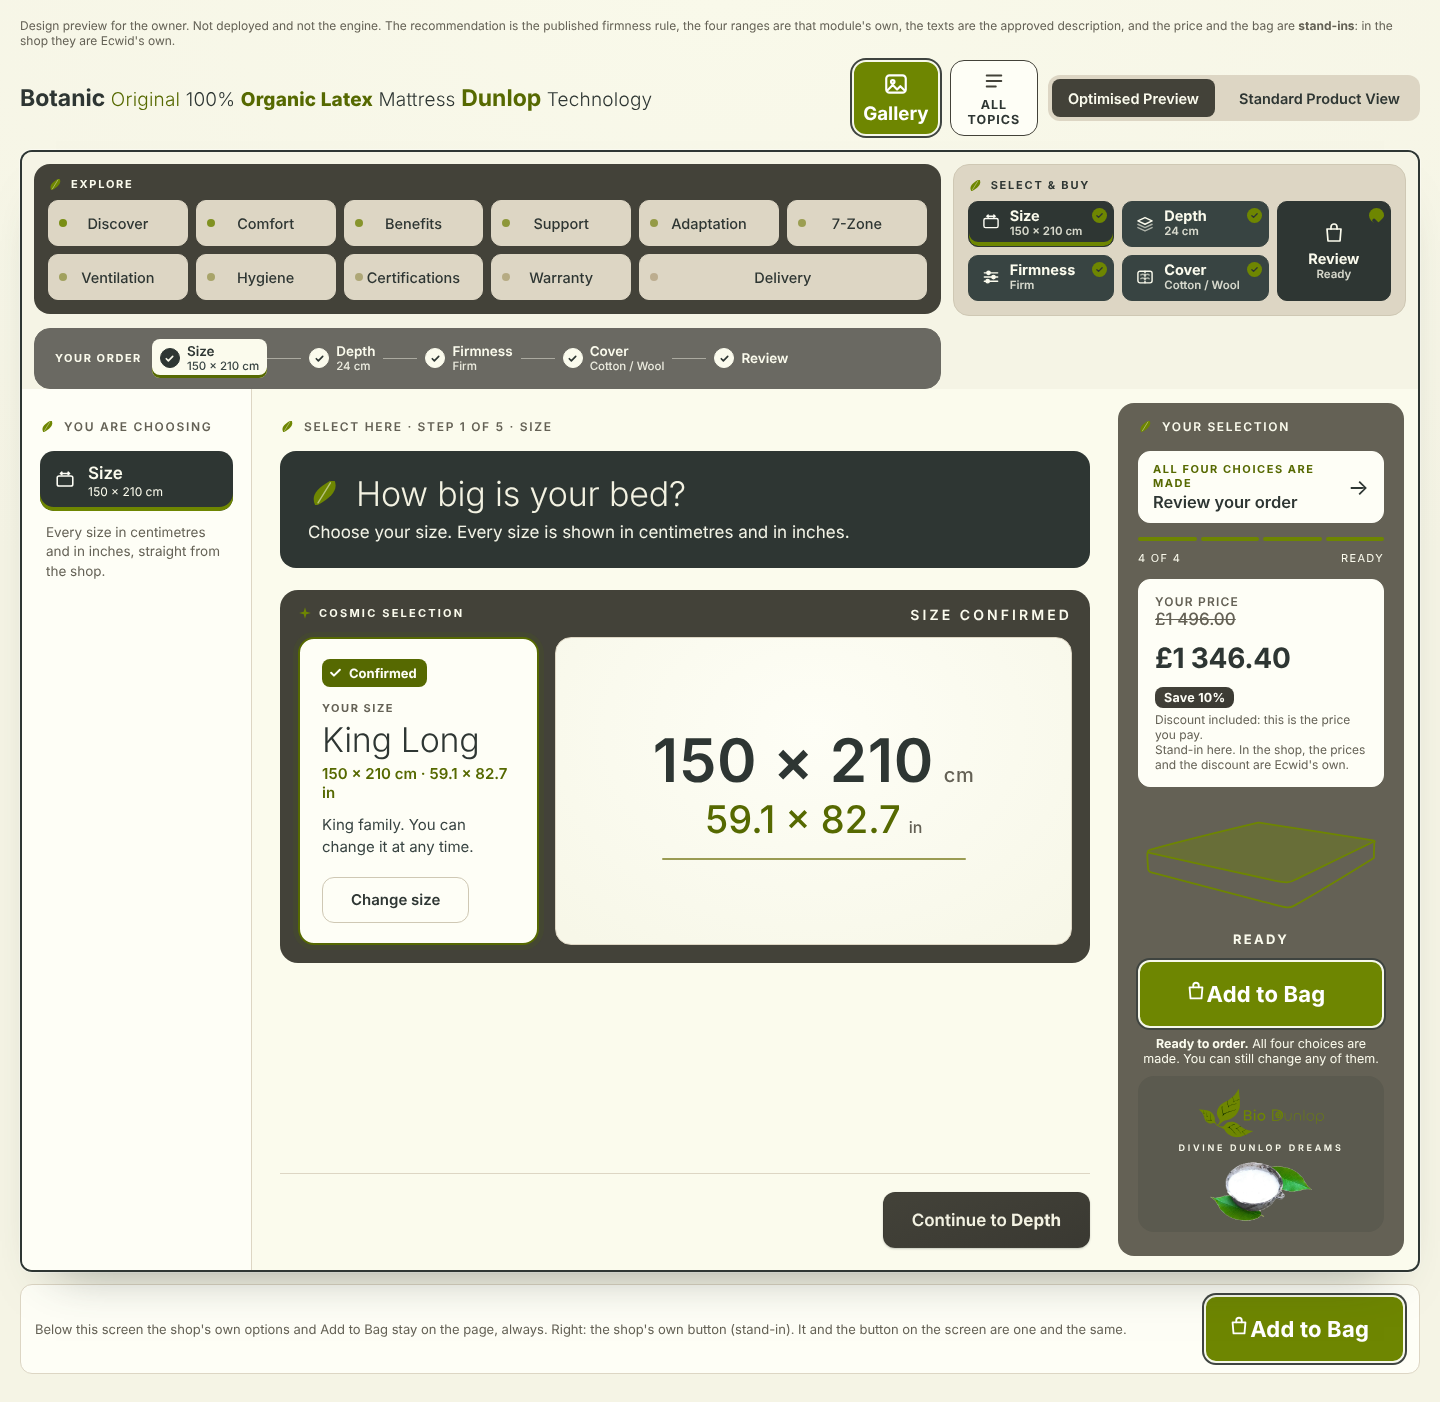 Design preview for the owner. Not deployed and not the engine. The recommendation is the published firmness rule, the four ranges are that module's own, the texts are the approved description, and the price and the bag are stand-ins: in the
shop they are Ecwid's own.
Botanic Original 100% Organic Latex Mattress Dunlop Technology
Gallery
ALL
TOPICS
Optimised Preview
Standard Product View
EXPLORE
Discover
Comfort
Benefits
Support
Adaptation
7-Zone
Ventilation
Hygiene
Certifications
Warranty
Delivery
SELECT & BUY
Size
150 × 210 cm
Depth
24 cm
Firmness
Firm
Cover
Cotton / Wool
Review
Ready
YOUR ORDER
Size
150 × 210 cm
Depth
24 cm
Firmness
Firm
Cover
Cotton / Wool
Review
YOU ARE CHOOSING
Size
150 × 210 cm
Every size in centimetres
and in inches, straight from
the shop.
SELECT HERE · STEP 1 OF 5 · SIZE
How big is your bed?
Choose your size. Every size is shown in centimetres and in inches.
COSMIC SELECTION
SIZE CONFIRMED
Confirmed
YOUR SIZE
King Long
150 × 210 cm · 59.1 × 82.7
in
King family. You can
change it at any time.
Change size
150 × 210 cm
59.1 × 82.7 in
Continue to Depth
YOUR SELECTION
ALL FOUR CHOICES ARE
MADE
Review your order
4 OF 4
READY
YOUR PRICE
£1 496.00
£1 346.40
Save 10%
Discount included: this is the price
you pay.
Stand-in here. In the shop, the prices
and the discount are Ecwid's own.
READY
Add to Bag
Ready to order. All four choices are
made. You can still change any of them.
Bio Dunlop
DIVINE DUNLOP DREAMS
Below this screen the shop's own options and Add to Bag stay on the page, always. Right: the shop's own button (stand-in). It and the button on the screen are one and the same.
Add to Bag